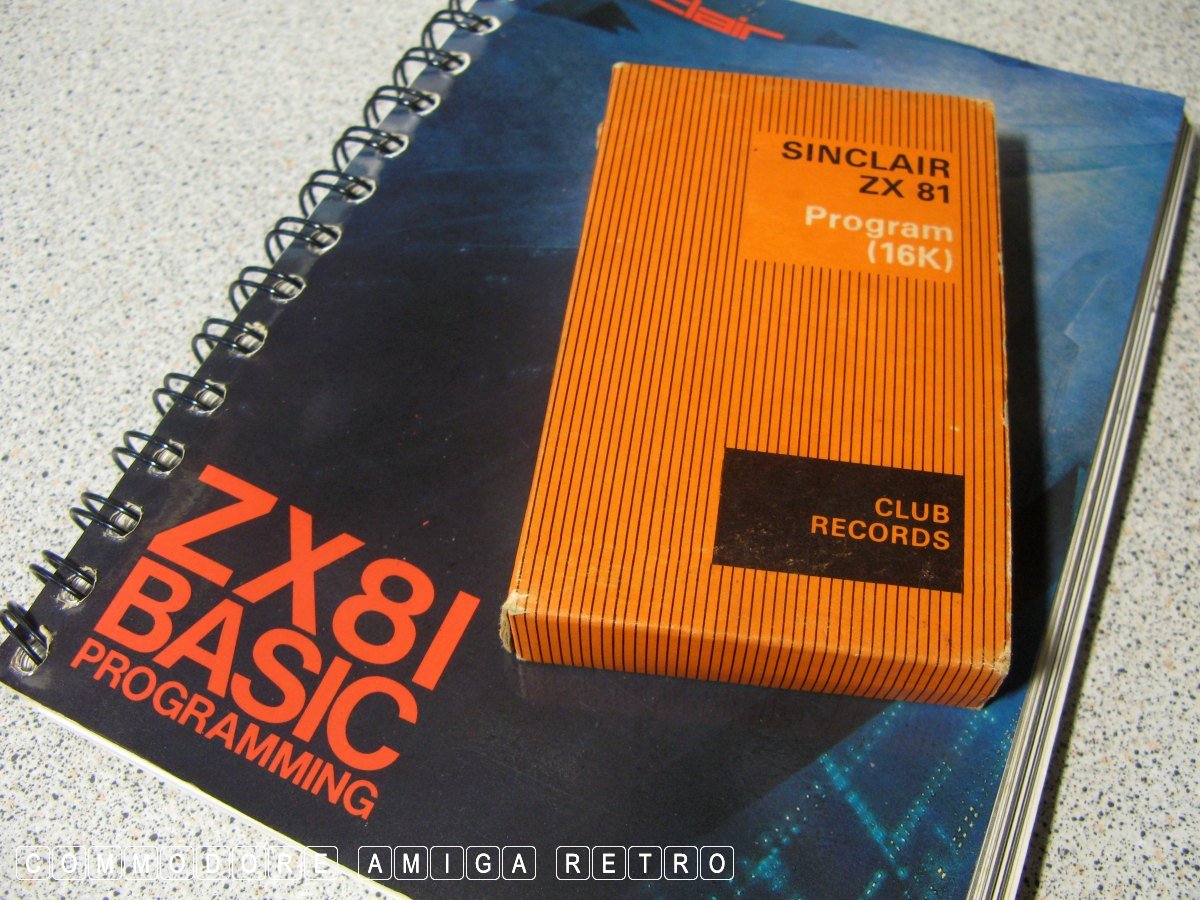 SINCLAIR
ZX 81
Program
(16K)
CLUB
RECORDS
ZX81
BASIC
PROGRAMMING
COMMODORE AMIGA RETRO